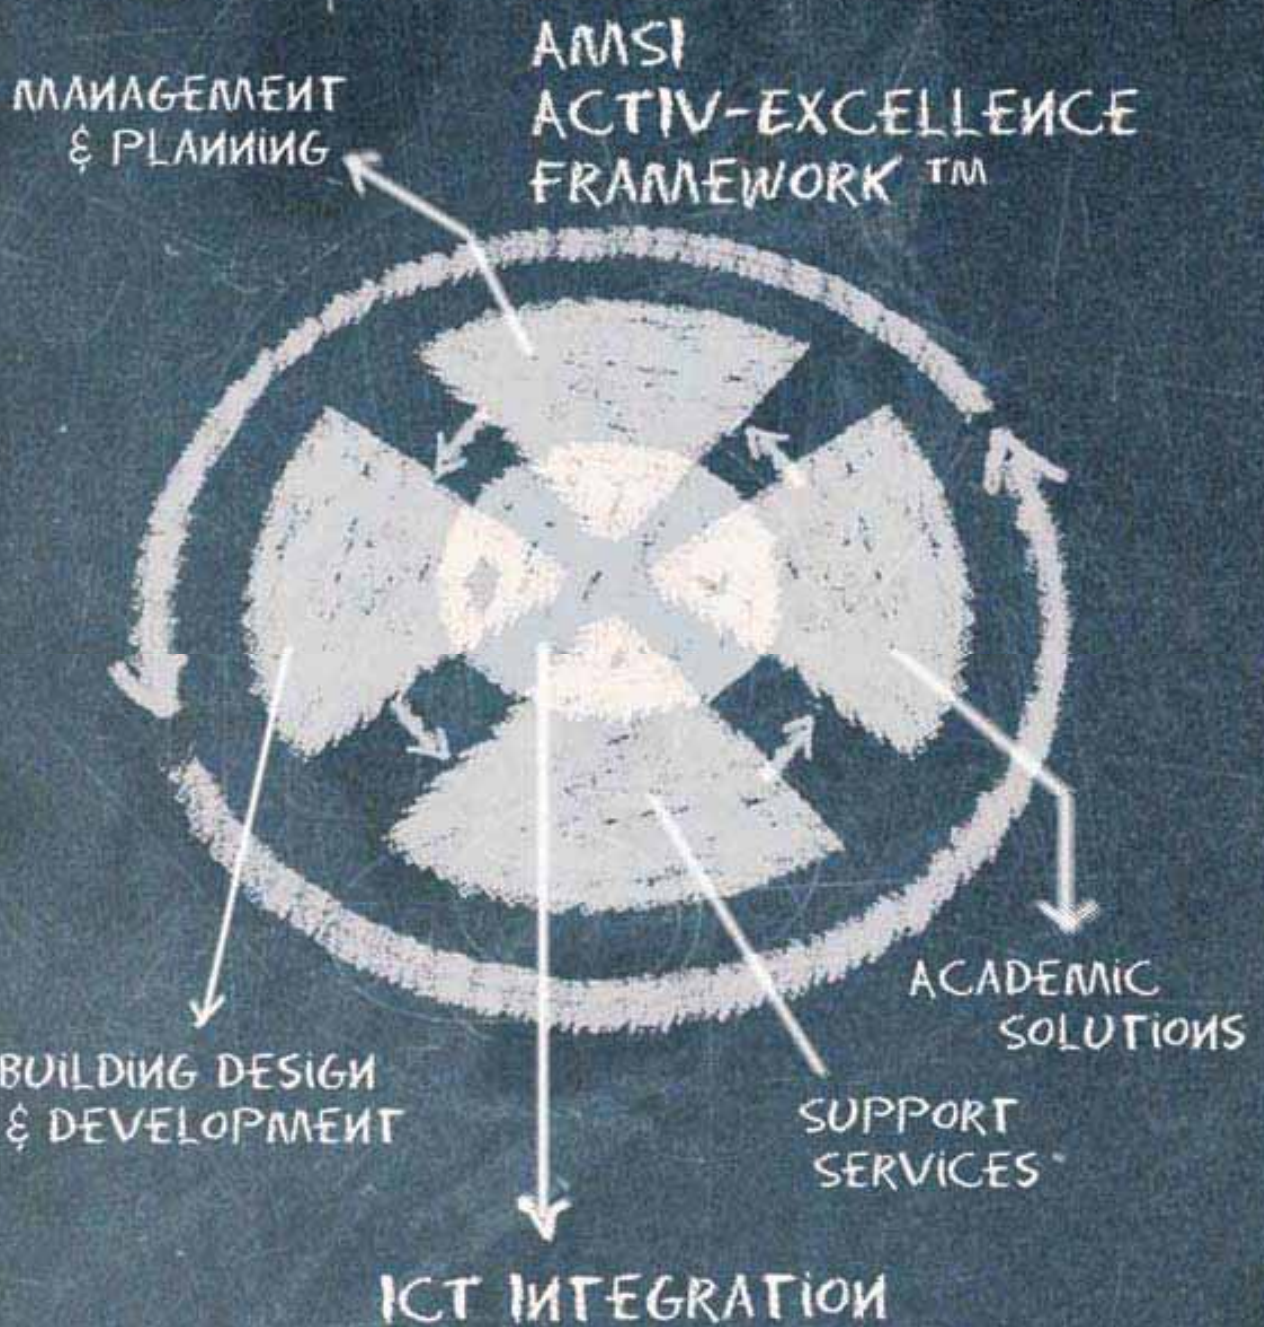 AMSI
ACTIV-EXCELLENCE
FRAMEWORK ™
MANAGEMENT
& PLANNING
ACADEMIC
SOLUTIONS
BUILDING DESIGN
& DEVELOPMENT
SUPPORT
SERVICES
ICT INTEGRATION